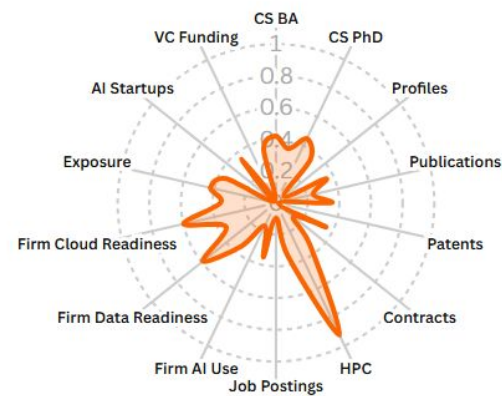 CS BA
VC Funding
CS PhD
1
0.8
AI Startups
Profiles
0.6
0.4
Exposure
Publications
0.2
0
Firm Cloud Readiness
Patents
Firm Data Readiness
Contracts
Firm AI Use
HPC
Job Postings